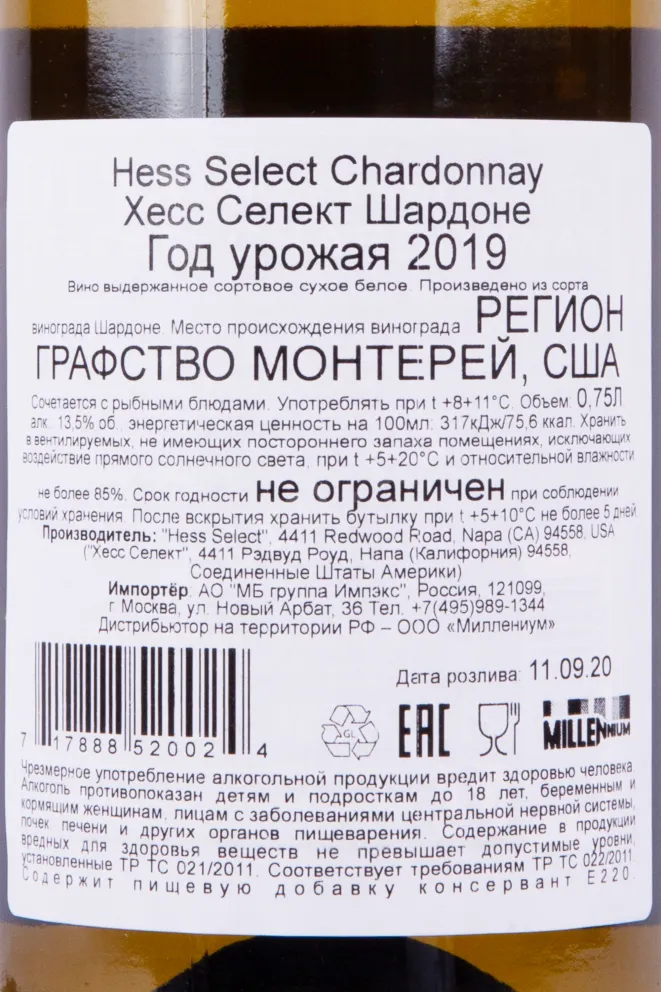 Hess Select Chardonnay
Хесс Селект Шардоне
Год урожая 2019
Вино выдержанное сортовое сухое белое. Произведено из сорта
винограда Шардоне. Место происхождения винограда РЕГИОН
ГРАФСТВО МОНТЕРЕЙ, США
Сочетается с рыбными блюдами. Употреблять при t +8+11°С. Объем: 0,75Л
алк. 13,5% об., энергетическая ценность на 100мл: 317кДж/75,6 ккал. Хранить
в вентилируемых, не имеющих постороннего запаха помещениях, исключающих
воздействие прямого солнечного света, при t +5+20°С и относительной влажности
не более 85%. Срок годности не ограничен при соблюдении
условий хранения. После вскрытия хранить бутылку при t +5+10°С не более 5 дней
Производитель: "Hess Select", 4411 Redwood Road, Napa (CA) 94558, USA
("Хесс Селект", 4411 Рэдвуд Роуд, Напа (Калифорния) 94558,
Соединенные Штаты Америки)
Импортёр: АО "МБ группа Импэкс", Россия, 121099,
г. Москва, ул. Новый Арбат, 36 Тел. +7(495)989-1344
Дистрибьютор на территории РФ – ООО «Миллениум»
Дата розлива: 11.09.20
7 17888 52002 4
GL
EAC
MILLENNIUM
Чрезмерное употребление алкогольной продукции вредит здоровью человека.
Алкоголь противопоказан детям и подросткам до 18 лет, беременным и
кормящим женщинам, лицам с заболеваниями центральной нервной системы,
почек печени и других органов пищеварения. Содержание в продукции
вредных для здоровья веществ не превышает допустимые уровни,
установленные ТР ТС 021/2011. Соответствует требованиям ТР ТС 022/2011.
Содержит пищевую добавку консервант Е220.